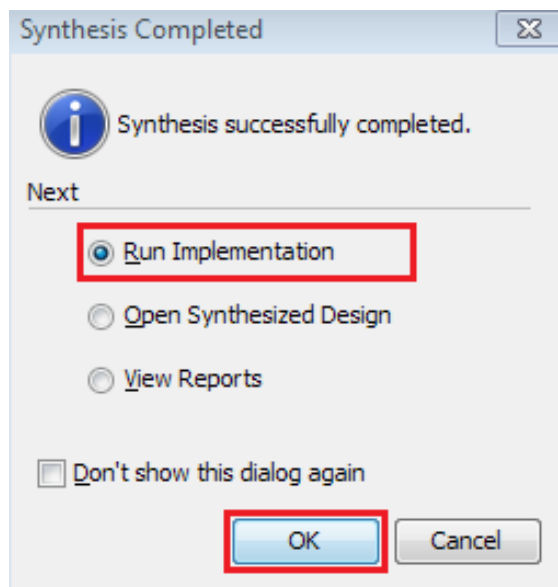 Synthesis Completed
Synthesis successfully completed.
Next
Run Implementation
Open Synthesized Design
View Reports
Don't show this dialog again
OK
Cancel